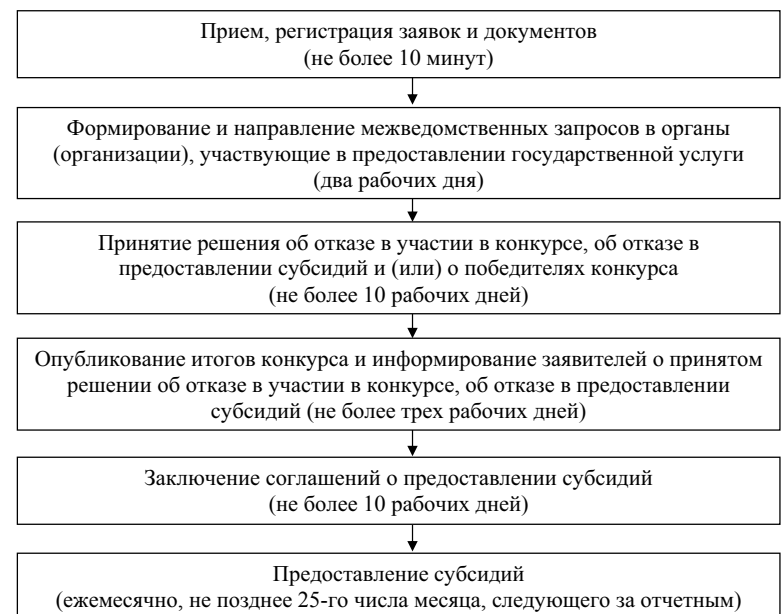 Прием, регистрация заявок и документов
(не более 10 минут)
Формирование и направление межведомственных запросов в органы
(организации), участвующие в предоставлении государственной услуги
(два рабочих дня)
Принятие решения об отказе в участии в конкурсе, об отказе в
предоставлении субсидий и (или) о победителях конкурса
(не более 10 рабочих дней)
Опубликование итогов конкурса и информирование заявителей о принятом
решении об отказе в участии в конкурсе, об отказе в предоставлении
субсидий (не более трех рабочих дней)
Заключение соглашений о предоставлении субсидий
(не более 10 рабочих дней)
Предоставление субсидий
(ежемесячно, не позднее 25-го числа месяца, следующего за отчетным)